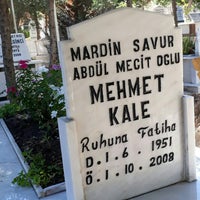 MARDİN SAVUR
ABDÜL MECİT OĞLU
MEHMET
KALE
Ruhuna Fatiha
D.1.6.1951
Ö.1.10.2008